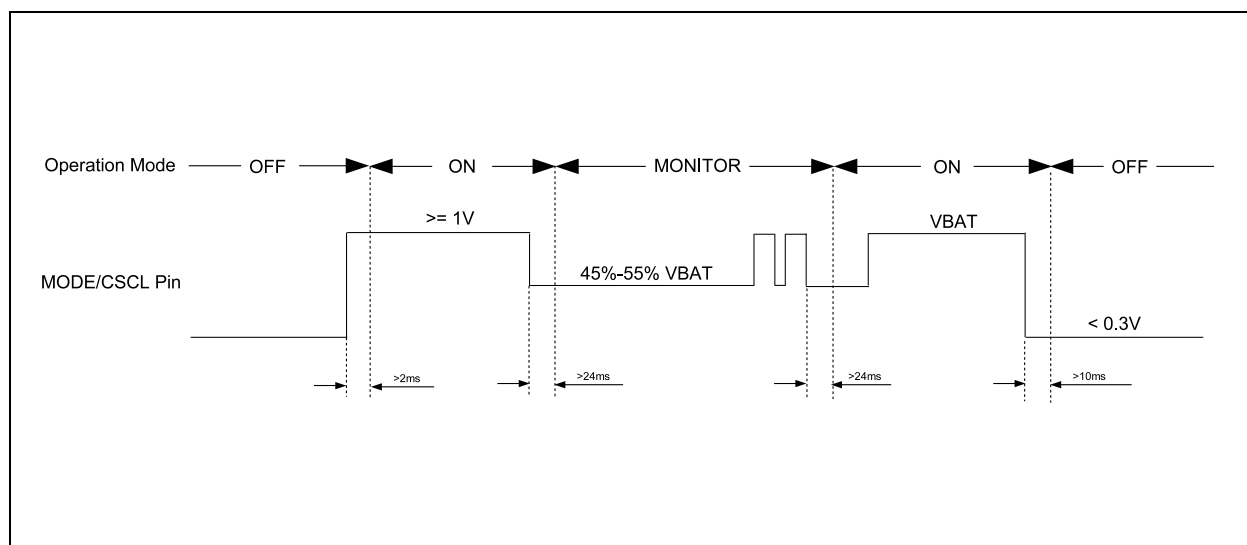 Operation Mode OFF ON MONITOR ON OFF
>= 1V VBAT
MODE/CSCL Pin 45%-55% VBAT
< 0.3V
>2ms >24ms >24ms >10ms